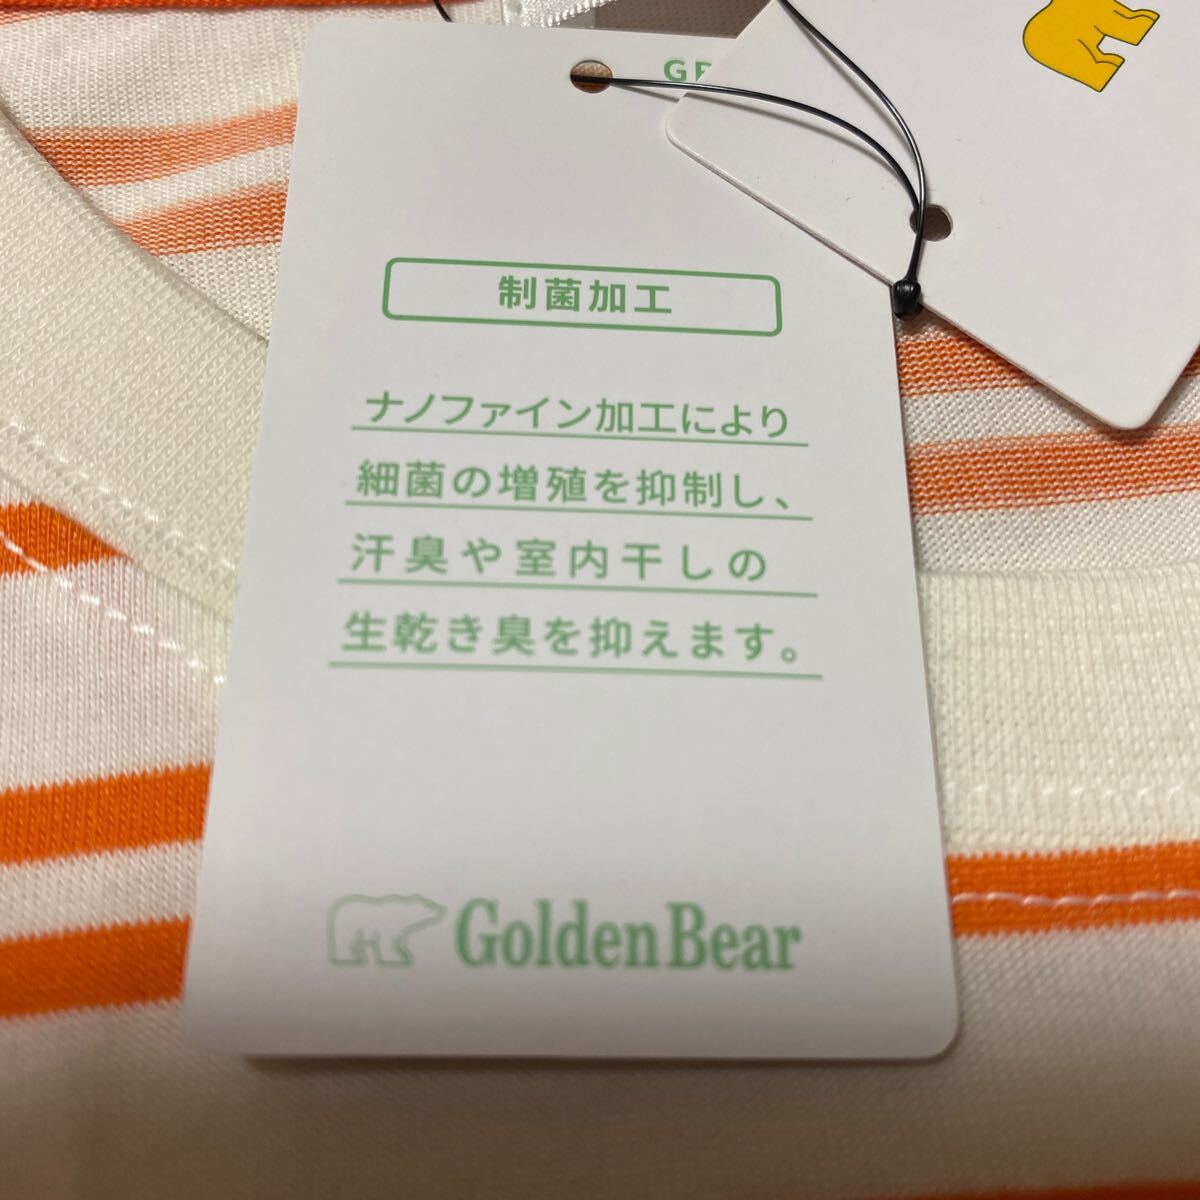 制菌加工
ナノファイン加工により
細菌の増殖を抑制し、
汗臭や室内干しの
生乾き臭を抑えます。
Golden Bear